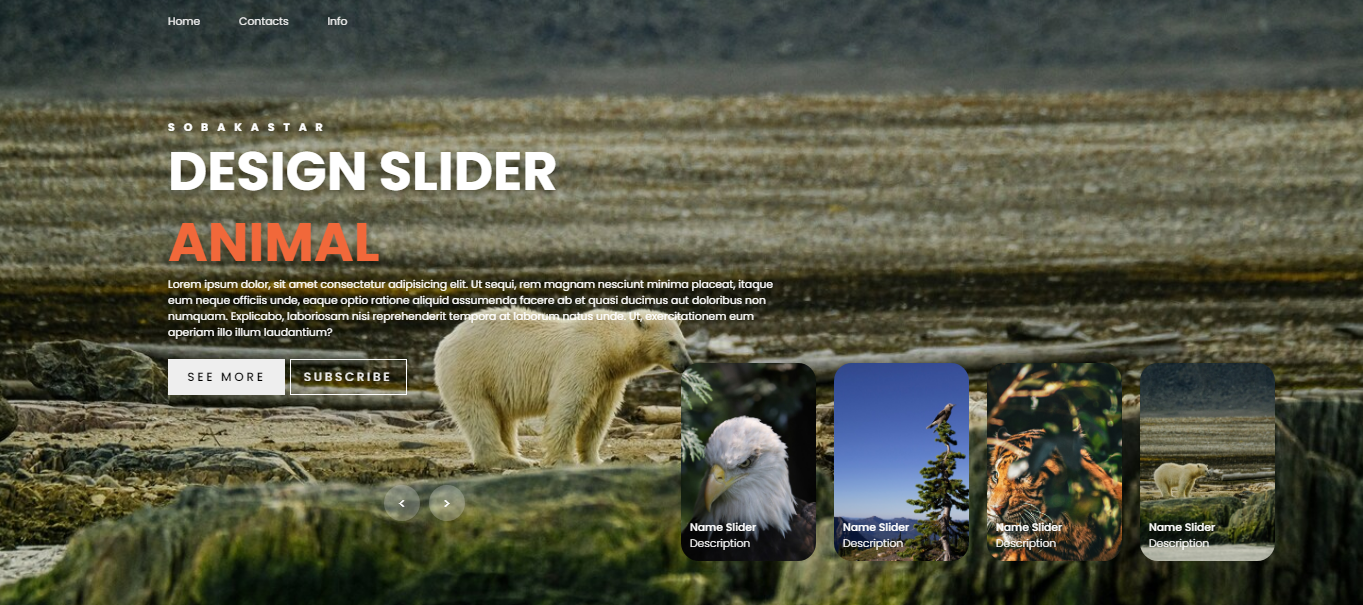 Home Contacts Info
SOBAKASTAR
DESIGN SLIDER
ANIMAL
Lorem ipsum dolor, sit amet consectetur adipisicing elit. Ut sequi, rem magnam nesciunt minima placeat, itaque
eum neque officiis unde, eaque optio ratione aliquid assumenda facere ab et quasi ducimus aut doloribus non
numquam. Explicabo, laboriosam nisi reprehenderit tempora at laborum natus unde. Ut, exercitationem eum
aperiam illo illum laudantium?
SEE MORE SUBSCRIBE
< >
Name Slider
Description
Name Slider
Description
Name Slider
Description
Name Slider
Description